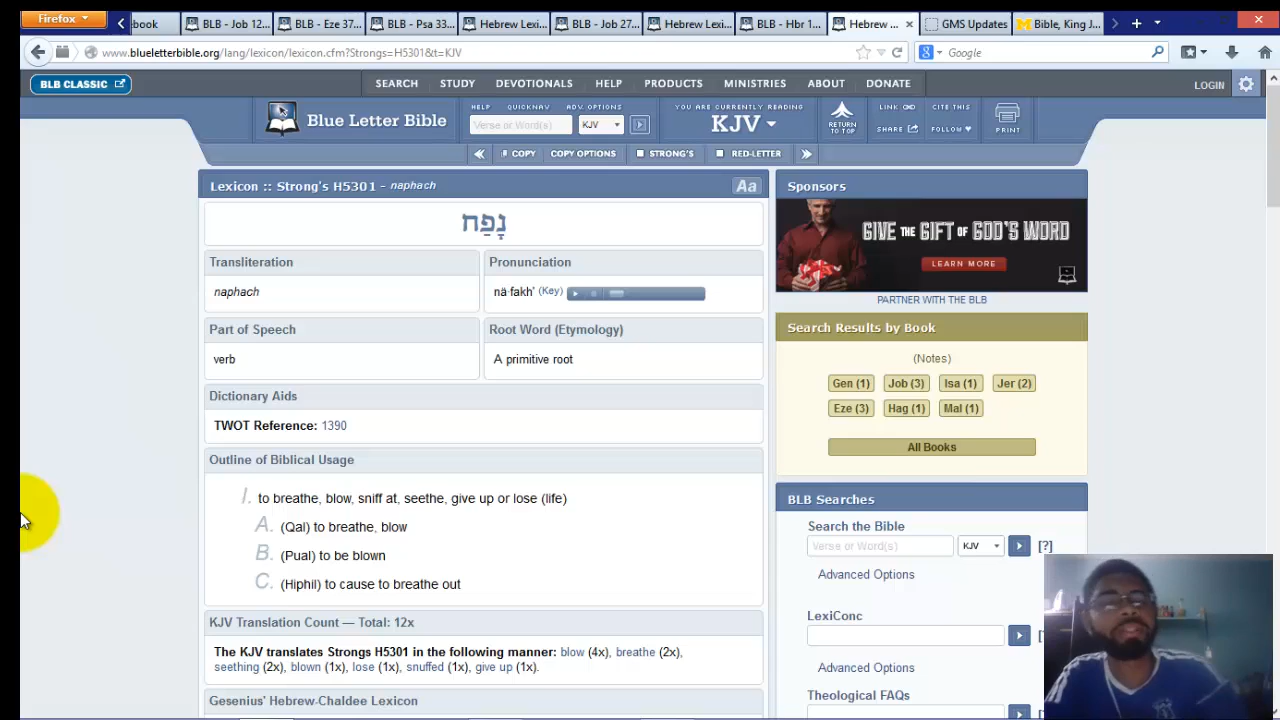 Firefox
book
BLB - Job 12...
BLB - Eze 37...
BLB - Psa 33...
Hebrew Lexi...
BLB - Job 27...
Hebrew Lexi...
BLB - Hbr 1...
Hebrew ...
GMS Updates
Bible, King J...
www.blueletterbible.org/lang/lexicon/lexicon.cfm?Strongs=H5301&t=KJV
Google
BLB CLASSIC
SEARCH STUDY DEVOTIONALS HELP PRODUCTS MINISTRIES ABOUT DONATE
LOGIN
Blue Letter Bible
HELP QUICKNAV ADV. OPTIONS
Verse or Word(s)
KJV
YOU ARE CURRENTLY READING
KJV
RETURN TO TOP
LINK
SHARE
CITE THIS
FOLLOW
PRINT
COPY COPY OPTIONS STRONG'S RED-LETTER
Lexicon :: Strong's H5301 - naphach
Aa
נָפַח
Transliteration
naphach
Pronunciation
nä·fakh' (Key)
Part of Speech
verb
Root Word (Etymology)
A primitive root
Dictionary Aids
TWOT Reference: 1390
Outline of Biblical Usage
I. to breathe, blow, sniff at, seethe, give up or lose (life)
A. (Qal) to breathe, blow
B. (Pual) to be blown
C. (Hiphil) to cause to breathe out
KJV Translation Count — Total: 12x
The KJV translates Strongs H5301 in the following manner: blow (4x), breathe (2x),
seething (2x), blown (1x), lose (1x), snuffed (1x), give up (1x).
Gesenius' Hebrew-Chaldee Lexicon
Sponsors
GIVE THE GIFT OF GOD'S WORD
LEARN MORE
PARTNER WITH THE BLB
Search Results by Book
(Notes)
Gen (1) Job (3) Isa (1) Jer (2)
Eze (3) Hag (1) Mal (1)
All Books
BLB Searches
Search the Bible
Verse or Word(s)
KJV
[?]
Advanced Options
LexiConc
Advanced Options
Theological FAQs